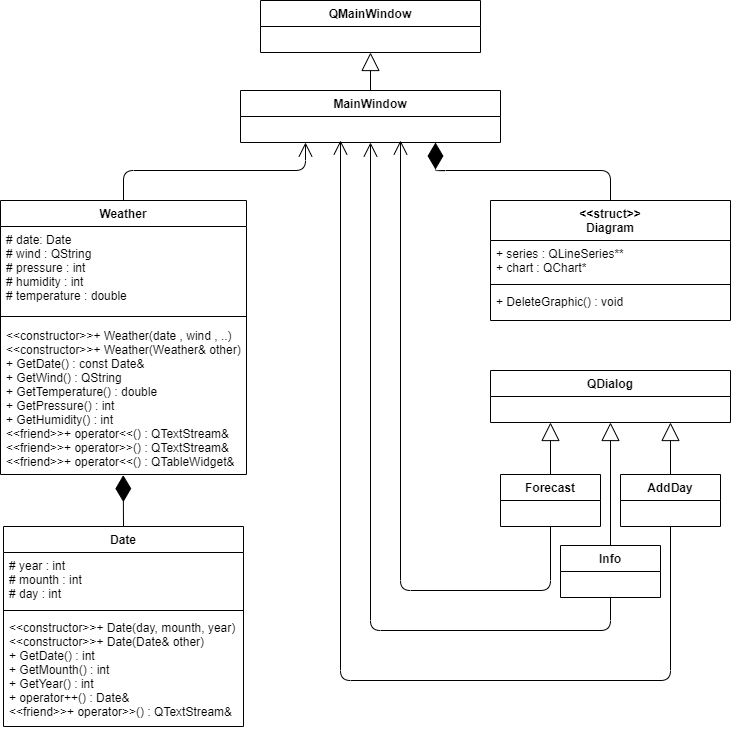 QMainWindow
MainWindow
Weather
# date: Date
# wind : QString
# pressure : int
# humidity : int
# temperature : double
<<constructor>>+ Weather(date , wind , ..)
<<constructor>>+ Weather(Weather& other)
+ GetDate() : const Date&
+ GetWind() : QString
+ GetTemperature() : double
+ GetPressure() : int
+ GetHumidity() : int
<<friend>>+ operator<<() : QTextStream&
<<friend>>+ operator>>() : QTextStream&
<<friend>>+ operator<<() : QTableWidget&
<<struct>>
Diagram
+ series : QLineSeries**
+ chart : QChart*
+ DeleteGraphic() : void
QDialog
Forecast
AddDay
Info
Date
# year : int
# mounth : int
# day : int
<<constructor>>+ Date(day, mounth, year)
<<constructor>>+ Date(Date& other)
+ GetDate() : int
+ GetMounth() : int
+ GetYear() : int
+ operator++() : Date&
<<friend>>+ operator>>() : QTextStream&